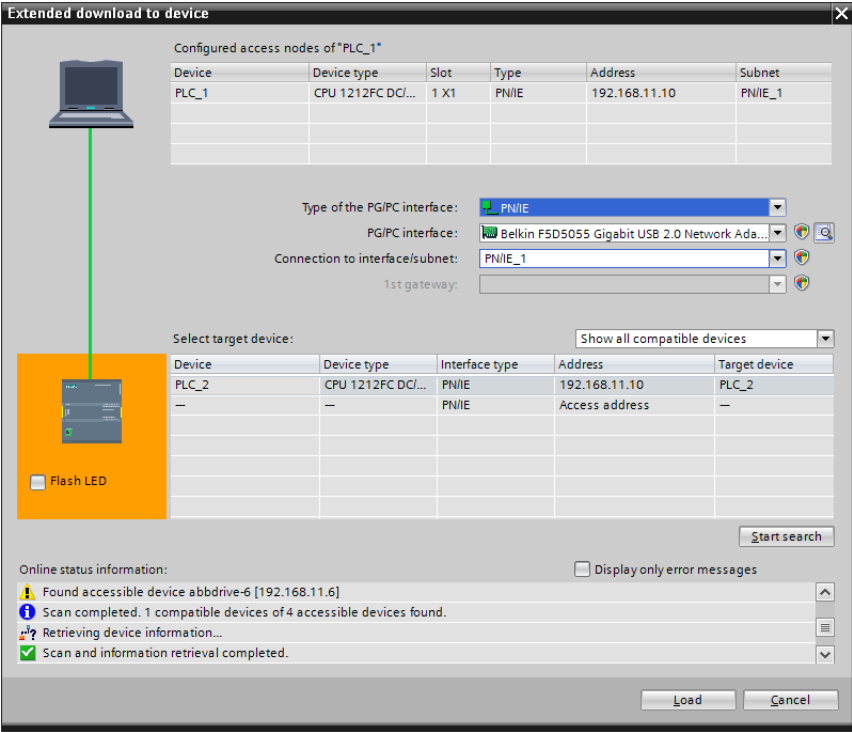 Extended download to device
Configured access nodes of "PLC_1"
Device Device type Slot Type Address Subnet
PLC_1 CPU 1212FC DC/... 1 X1 PN/IE 192.168.11.10 PN/IE_1
Type of the PG/PC interface: PN/IE
PG/PC interface: Belkin F5D5055 Gigabit USB 2.0 Network Ada...
Connection to interface/subnet: PN/IE_1
1st gateway:
Select target device: Show all compatible devices
Device Device type Interface type Address Target device
PLC_2 CPU 1212FC DC/... PN/IE 192.168.11.10 PLC_2
— — PN/IE Access address —
Flash LED
Start search
Online status information: Display only error messages
Found accessible device abbdrive-6 [192.168.11.6]
Scan completed. 1 compatible devices of 4 accessible devices found.
Retrieving device information...
Scan and information retrieval completed.
Load Cancel